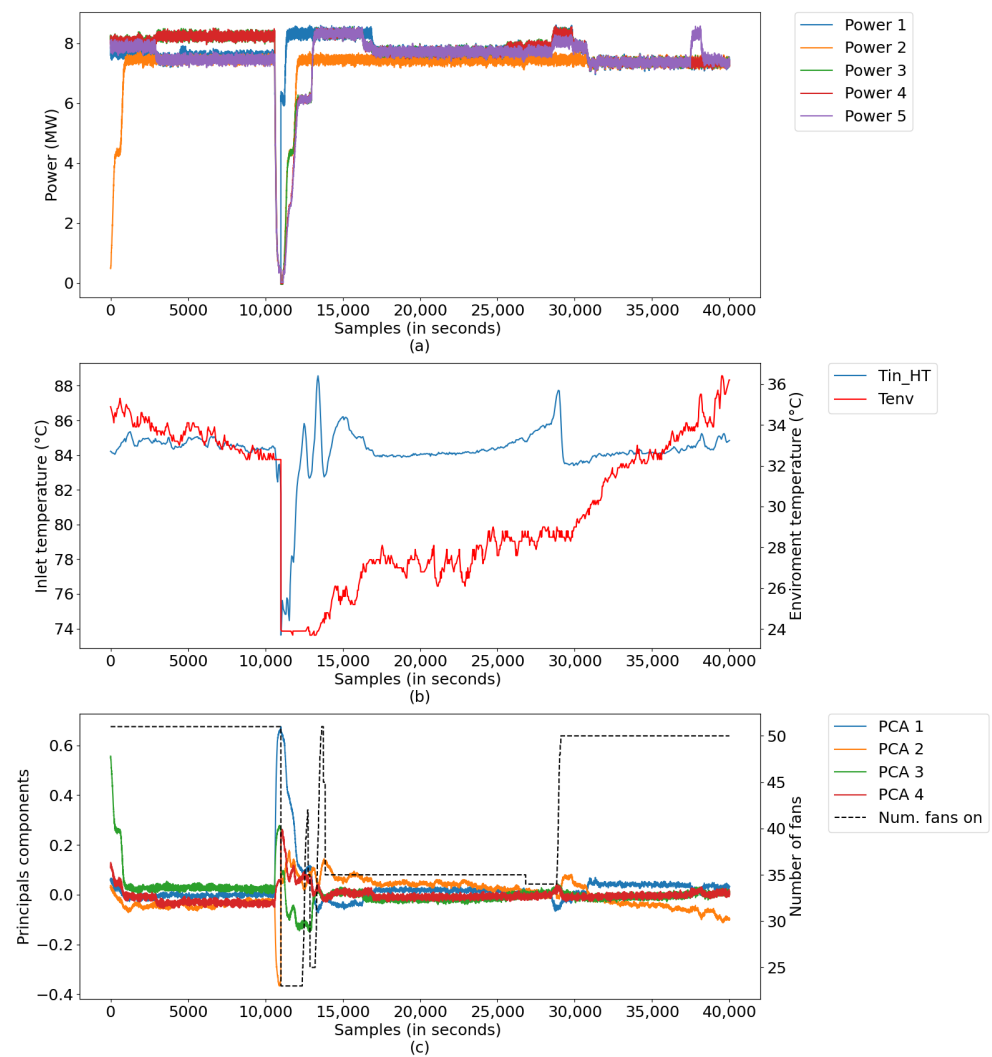 Power 1
Power 2
Power 3
Power 4
Power 5
8
6
4
2
0
Power (MW)
0 5000 10,000 15,000 20,000 25,000 30,000 35,000 40,000
Samples (in seconds)
(a)
Tin_HT
Tenv
88
86
84
82
80
78
76
74
Inlet temperature (°C)
36
34
32
30
28
26
24
Enviroment temperature (°C)
0 5000 10,000 15,000 20,000 25,000 30,000 35,000 40,000
Samples (in seconds)
(b)
PCA 1
PCA 2
PCA 3
PCA 4
Num. fans on
0.6
0.4
0.2
0.0
−0.2
−0.4
Principals components
50
45
40
35
30
25
Number of fans
0 5000 10,000 15,000 20,000 25,000 30,000 35,000 40,000
Samples (in seconds)
(c)